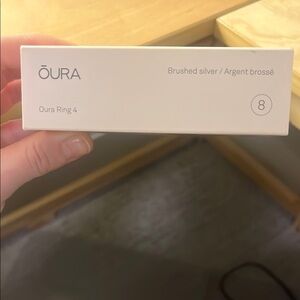 ŌURA
Brushed silver / Argent brossé
Oura Ring 4
8